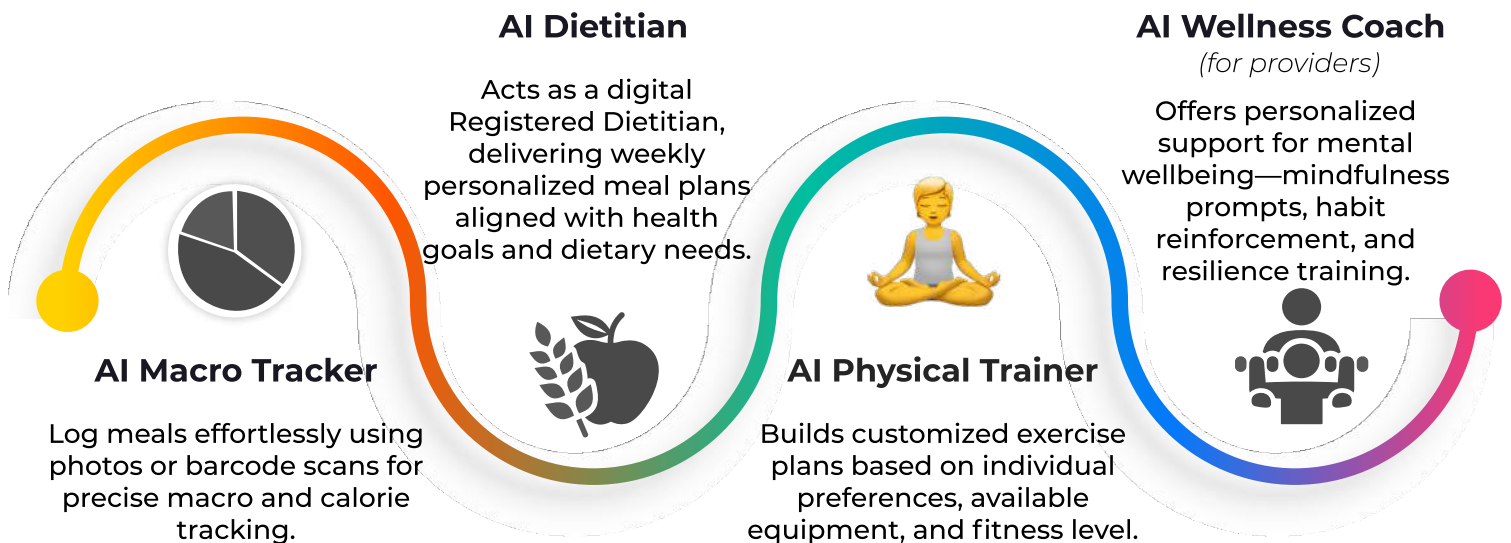 AI Dietitian
Acts as a digital
Registered Dietitian,
delivering weekly
personalized meal plans
aligned with health
goals and dietary needs.
AI Wellness Coach
(for providers)
Offers personalized
support for mental
wellbeing—mindfulness
prompts, habit
reinforcement, and
resilience training.
AI Macro Tracker
Log meals effortlessly using
photos or barcode scans for
precise macro and calorie
tracking.
AI Physical Trainer
Builds customized exercise
plans based on individual
preferences, available
equipment, and fitness level.